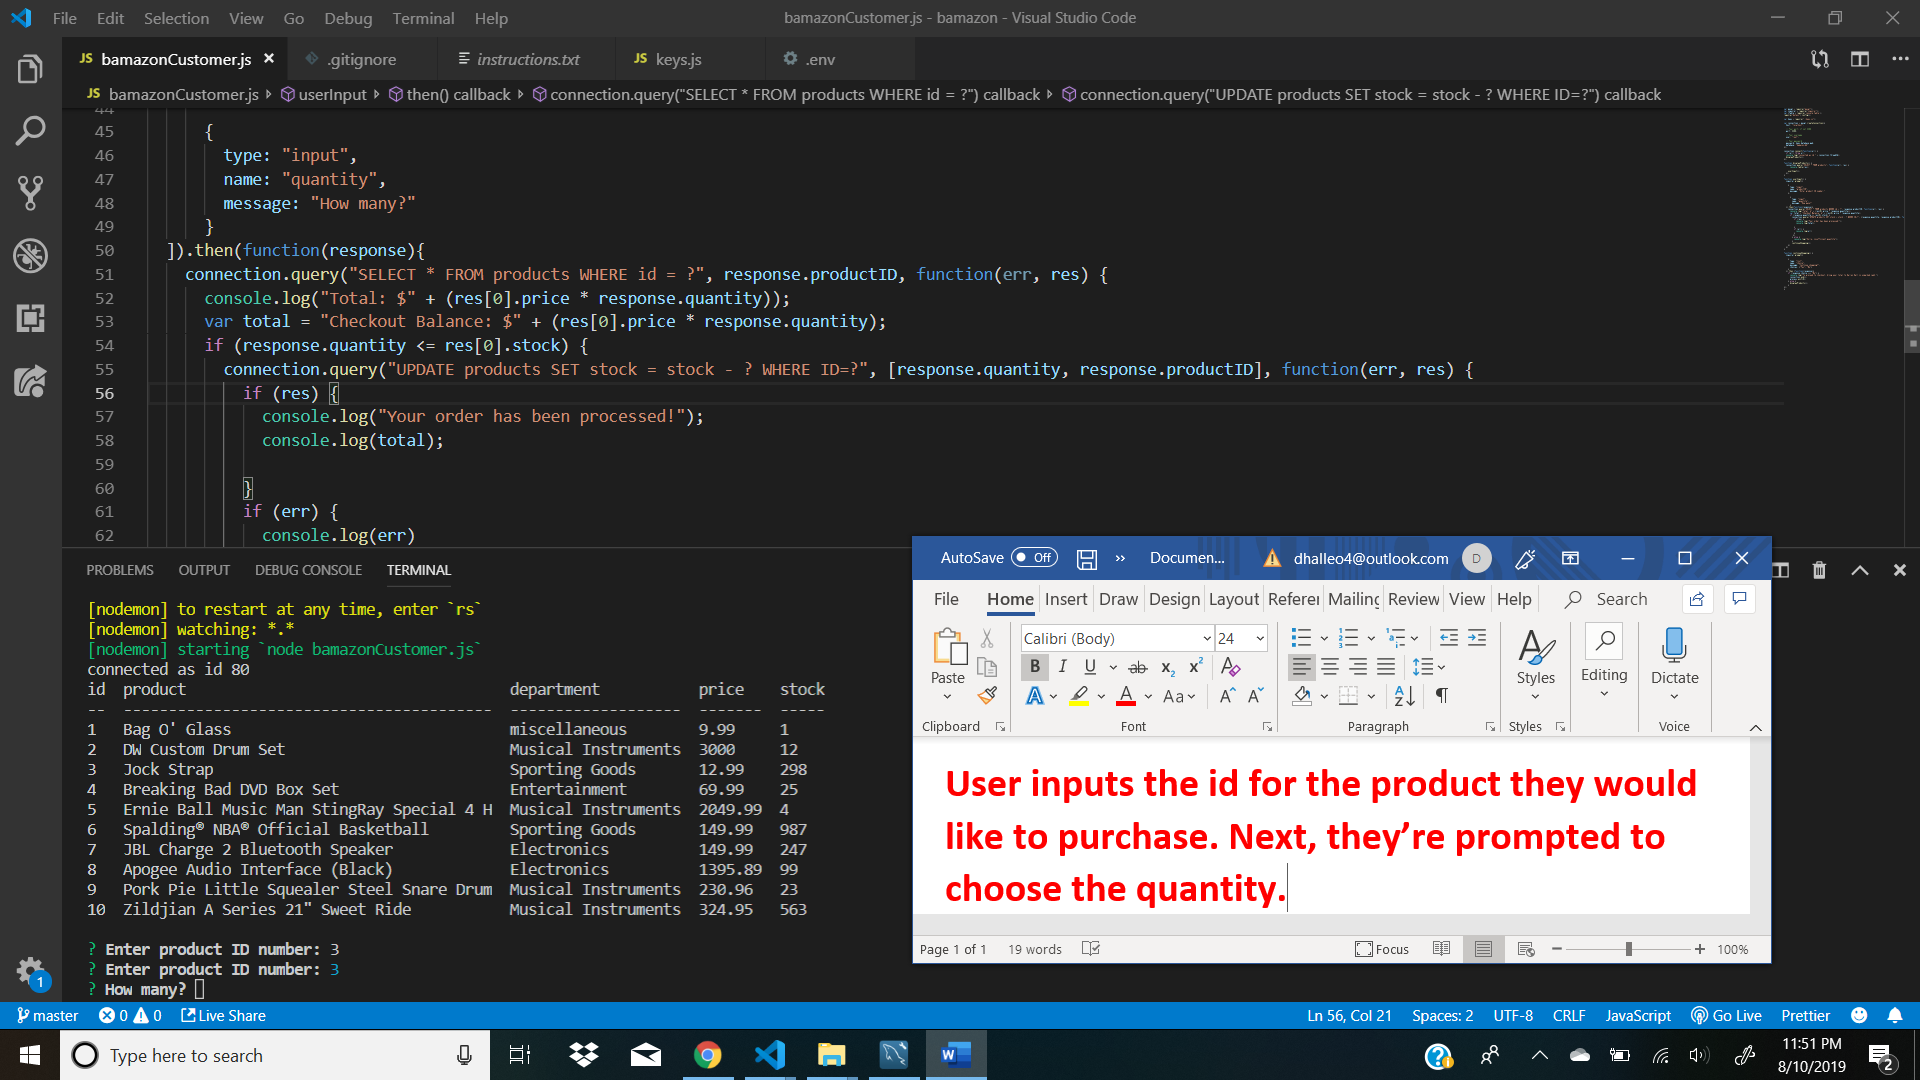 File Edit Selection View Go Debug Terminal Help
bamazonCustomer.js - bamazon - Visual Studio Code
JS bamazonCustomer.js × .gitignore instructions.txt JS keys.js .env
JS bamazonCustomer.js userInput then() callback connection.query("SELECT * FROM products WHERE id = ?") callback connection.query("UPDATE products SET stock = stock - ? WHERE ID=?") callback
44
45 {
46 type: "input",
47 name: "quantity",
48 message: "How many?"
49 }
50 ]).then(function(response){
51 connection.query("SELECT * FROM products WHERE id = ?", response.productID, function(err, res) {
52 console.log("Total: $" + (res[0].price * response.quantity));
53 var total = "Checkout Balance: $" + (res[0].price * response.quantity);
54 if (response.quantity <= res[0].stock) {
55 connection.query("UPDATE products SET stock = stock - ? WHERE ID=?", [response.quantity, response.productID], function(err, res) {
56 if (res) {
57 console.log("Your order has been processed!");
58 console.log(total);
59
60 }
61 if (err) {
62 console.log(err)
PROBLEMS OUTPUT DEBUG CONSOLE TERMINAL
[nodemon] to restart at any time, enter `rs`
[nodemon] watching: *.*
[nodemon] starting `node bamazonCustomer.js`
connected as id 80
id product department price stock
-- ----------------------------------------- ------------------- ------- -----
1 Bag O' Glass miscellaneous 9.99 1
2 DW Custom Drum Set Musical Instruments 3000 12
3 Jock Strap Sporting Goods 12.99 298
4 Breaking Bad DVD Box Set Entertainment 69.99 25
5 Ernie Ball Music Man StingRay Special 4 H Musical Instruments 2049.99 4
6 Spalding® NBA® Official Basketball Sporting Goods 149.99 987
7 JBL Charge 2 Bluetooth Speaker Electronics 149.99 247
8 Apogee Audio Interface (Black) Electronics 1395.89 99
9 Pork Pie Little Squealer Steel Snare Drum Musical Instruments 230.96 23
10 Zildjian A Series 21" Sweet Ride Musical Instruments 324.95 563
? Enter product ID number: 3
? Enter product ID number: 3
? How many?
AutoSave Off Documen... dhalleo4@outlook.com D
File Home Insert Draw Design Layout Referen Mailing Review View Help Search
Calibri (Body) 24
Paste B I U ab x₂ x² Styles Editing Dictate
A A Aa A A
Clipboard Font Paragraph Styles Voice
User inputs the id for the product they would
like to purchase. Next, they’re prompted to
choose the quantity.
Page 1 of 1 19 words Focus 100%
1
master 0 0 Live Share Ln 56, Col 21 Spaces: 2 UTF-8 CRLF JavaScript Go Live Prettier
Type here to search
11:51 PM
8/10/2019
2